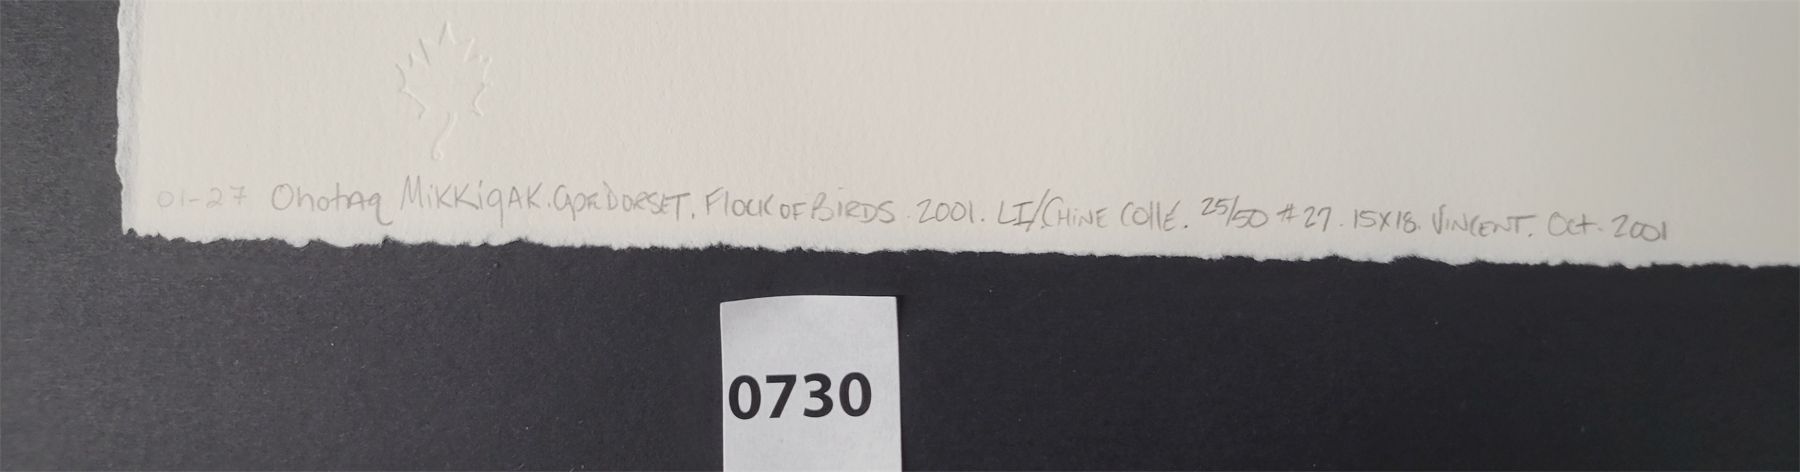 01-27 Ohotaq MikkigAK. CAPE DORSET. Flock OF BiRDS. 2001. LI/CHiNE COllÉ. 25/50 #27. 15X18. ViNCENT. Oct. 2001
0730